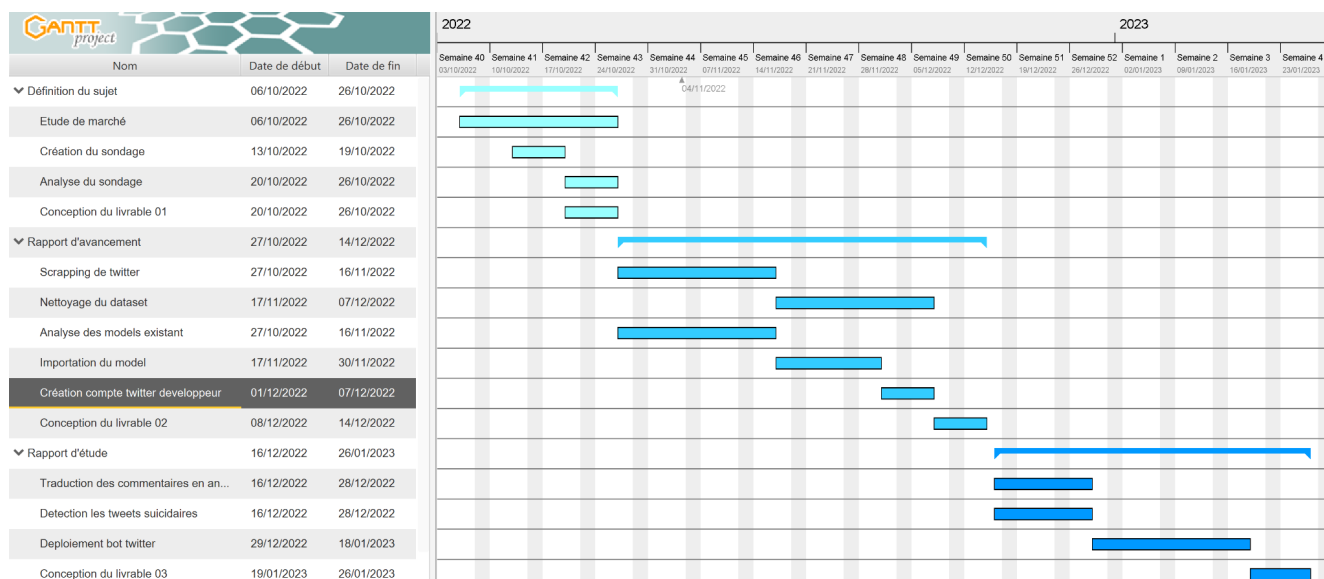 GANTT project
2022 2023
Nom Date de début Date de fin
Semaine 40 Semaine 41 Semaine 42 Semaine 43 Semaine 44 Semaine 45 Semaine 46 Semaine 47 Semaine 48 Semaine 49 Semaine 50 Semaine 51 Semaine 52 Semaine 1 Semaine 2 Semaine 3 Semaine 4
03/10/2022 10/10/2022 17/10/2022 24/10/2022 31/10/2022 07/11/2022 14/11/2022 21/11/2022 28/11/2022 05/12/2022 12/12/2022 19/12/2022 26/12/2022 02/01/2023 09/01/2023 16/01/2023 23/01/2023
04/11/2022
Définition du sujet 06/10/2022 26/10/2022
Etude de marché 06/10/2022 26/10/2022
Création du sondage 13/10/2022 19/10/2022
Analyse du sondage 20/10/2022 26/10/2022
Conception du livrable 01 20/10/2022 26/10/2022
Rapport d'avancement 27/10/2022 14/12/2022
Scrapping de twitter 27/10/2022 16/11/2022
Nettoyage du dataset 17/11/2022 07/12/2022
Analyse des models existant 27/10/2022 16/11/2022
Importation du model 17/11/2022 30/11/2022
Création compte twitter developpeur 01/12/2022 07/12/2022
Conception du livrable 02 08/12/2022 14/12/2022
Rapport d'étude 16/12/2022 26/01/2023
Traduction des commentaires en an... 16/12/2022 28/12/2022
Detection les tweets suicidaires 16/12/2022 28/12/2022
Deploiement bot twitter 29/12/2022 18/01/2023
Conception du livrable 03 19/01/2023 26/01/2023